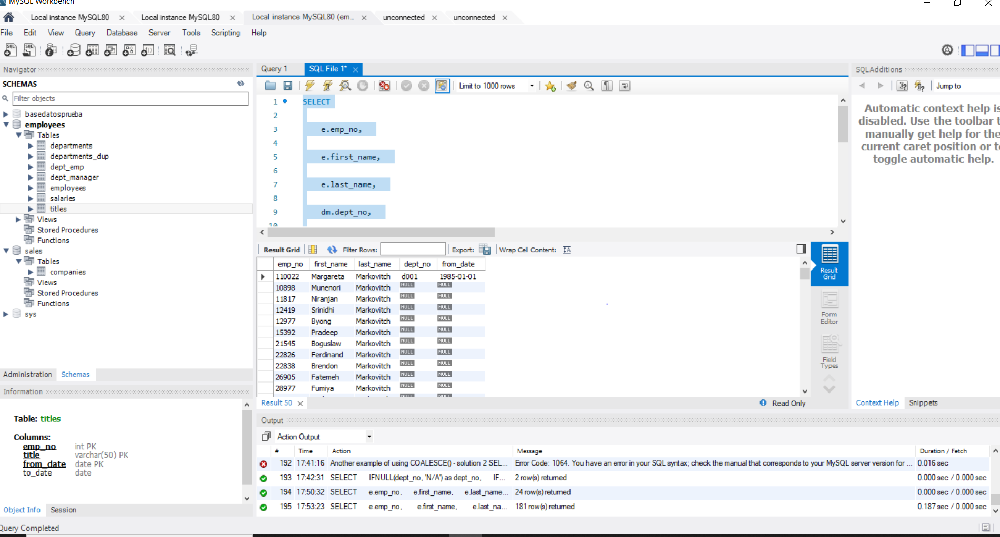 MySQL Workbench
Local instance MySQL80 Local instance MySQL80 Local instance MySQL80 (em... unconnected unconnected
File Edit View Query Database Server Tools Scripting Help
Navigator
SCHEMAS
Filter objects
basedatosprueba
employees
Tables
departments
departments_dup
dept_emp
dept_manager
employees
salaries
titles
Views
Stored Procedures
Functions
sales
Tables
companies
Views
Stored Procedures
Functions
sys
Administration Schemas
Information
Table: titles
Columns:
emp_no int PK
title varchar(50) PK
from_date date PK
to_date date
Object Info Session
Query 1 SQL File 1*
Limit to 1000 rows
1 SELECT
2
3 e.emp_no,
4
5 e.first_name,
6
7 e.last_name,
8
9 dm.dept_no,
10
Result Grid Filter Rows: Export: Wrap Cell Content:
emp_no first_name last_name dept_no from_date
110022 Margareta Markovitch d001 1985-01-01
10898 Munenori Markovitch NULL NULL
11817 Niranjan Markovitch NULL NULL
12419 Srinidhi Markovitch NULL NULL
12977 Byong Markovitch NULL NULL
15392 Pradeep Markovitch NULL NULL
21545 Boguslaw Markovitch NULL NULL
22826 Ferdinand Markovitch NULL NULL
22838 Brendon Markovitch NULL NULL
26905 Fatemeh Markovitch NULL NULL
28977 Fumiya Markovitch NULL NULL
NULL NULL
Result
Grid
Form
Editor
Field
Types
Result 50 Read Only
SQLAdditions
Jump to
Automatic context help is
disabled. Use the toolbar t
manually get help for the
current caret position or to
toggle automatic help.
Context Help Snippets
Output
Action Output
# Time Action Message Duration / Fetch
192 17:41:16 Another example of using COALESCE() - solution 2 SEL... Error Code: 1064. You have an error in your SQL syntax; check the manual that corresponds to your MySQL server version for ... 0.016 sec
193 17:42:31 SELECT IFNULL(dept_no, 'N/A') as dept_no, IF... 2 row(s) returned 0.000 sec / 0.000 sec
194 17:50:32 SELECT e.emp_no, e.first_name, e.last_name... 24 row(s) returned 0.000 sec / 0.000 sec
195 17:53:23 SELECT e.emp_no, e.first_name, e.last_na... 181 row(s) returned 0.187 sec / 0.000 sec
Query Completed